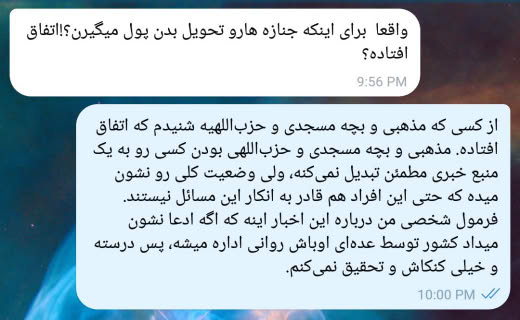 واقعا برای اینکه جنازه هارو تحویل بدن پول میگیرن؟!اتفاق
افتاده؟
9:56 PM
از کسی که مذهبی و بچه مسجدی و حزب‌اللهیه شنیدم که اتفاق
افتاده. مذهبی و بچه مسجدی و حزب‌اللهی بودن کسی رو به یک
منبع خبری مطمئن تبدیل نمی‌کنه، ولی وضعیت کلی رو نشون
میده که حتی این افراد هم قادر به انکار این مسائل نیستند.
فرمول شخصی من درباره این اخبار اینه که اگه ادعا نشون
میداد کشور توسط عده‌ای اوباش روانی اداره میشه، پس درسته
و خیلی کنکاش و تحقیق نمی‌کنم.
10:00 PM